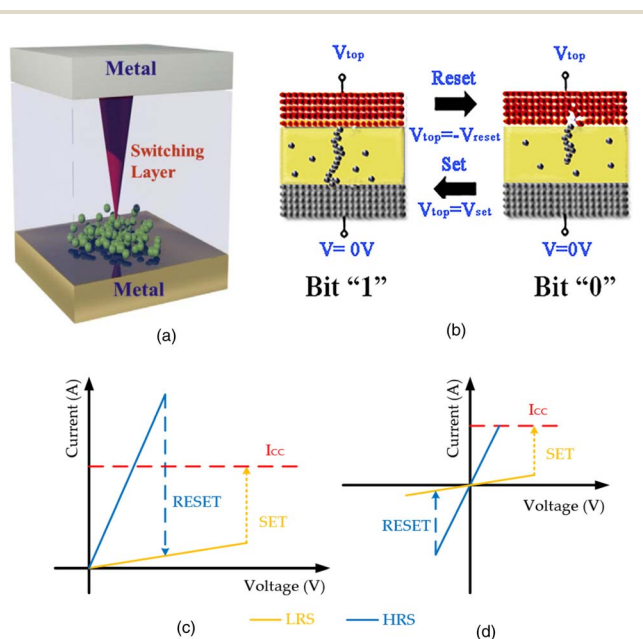 Metal
Switching
Layer
Metal
(a)
Vtop
Vtop
Reset
Vtop=-Vreset
Set
Vtop=Vset
V= 0V
V=0V
Bit “1”
Bit “0”
(b)
Current (A)
Icc
RESET
SET
Voltage (V)
(c)
Current (A)
Icc
SET
Voltage (V)
RESET
(d)
LRS
HRS